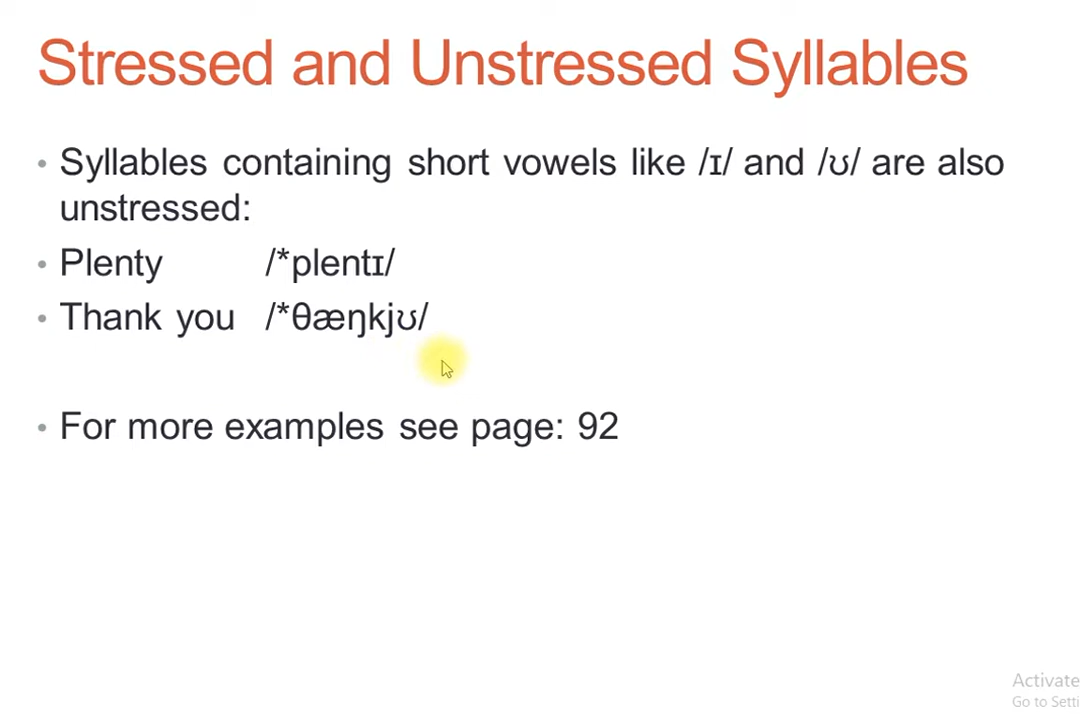 Stressed and Unstressed Syllables
• Syllables containing short vowels like /ɪ/ and /ʊ/ are also
unstressed:
• Plenty /*plentɪ/
• Thank you /*θæŋkjʊ/
• For more examples see page: 92
Activate
Go to Setti